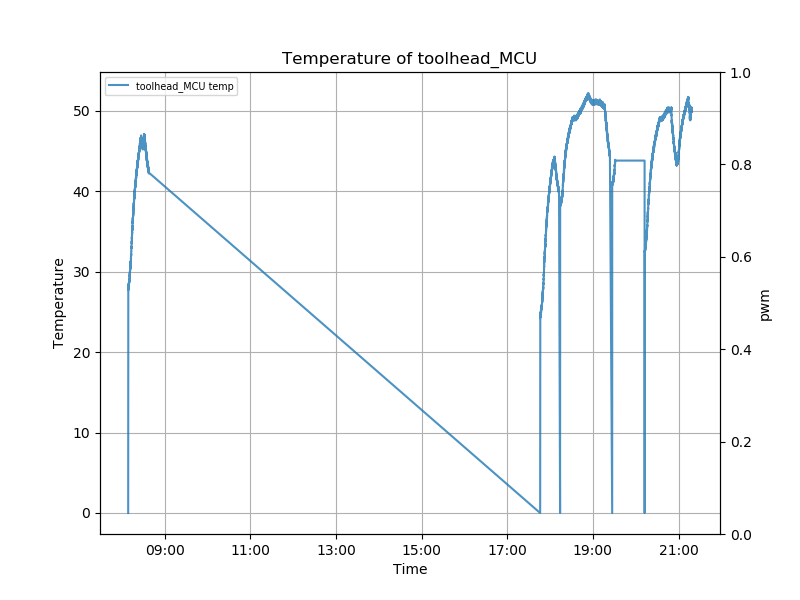 Temperature of toolhead_MCU
toolhead_MCU temp
Temperature
50
40
30
20
10
0
1.0
0.8
0.6
0.4
0.2
0.0
pwm
09:00 11:00 13:00 15:00 17:00 19:00 21:00
Time